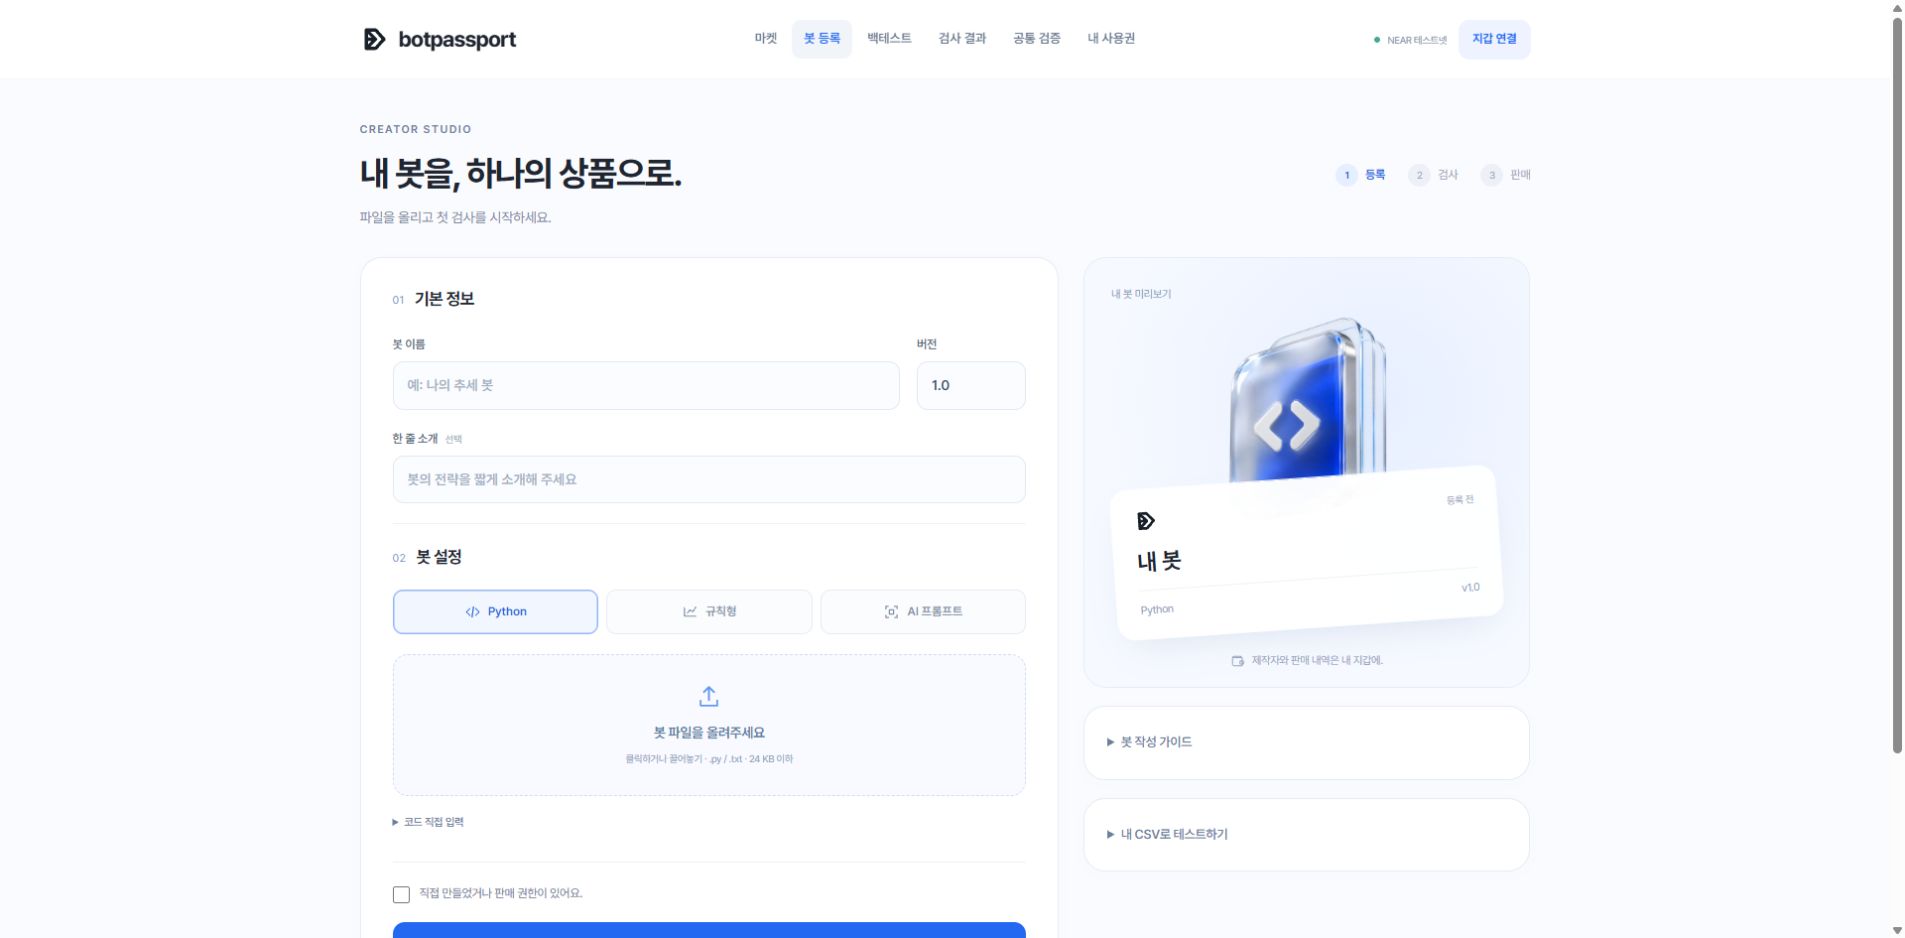 botpassport
마켓
봇 등록
백테스트
검사 결과
공통 검증
내 사용권
NEAR 테스트넷
지갑 연결
CREATOR STUDIO
내 봇을, 하나의 상품으로.
파일을 올리고 첫 검사를 시작하세요.
1 등록
2 검사
3 판매
01 기본 정보
봇 이름
버전
예: 나의 추세 봇
1.0
한 줄 소개 선택
봇의 전략을 짧게 소개해 주세요
02 봇 설정
Python
규칙형
AI 프롬프트
봇 파일을 올려주세요
클릭하거나 끌어놓기 · .py / .txt · 24 KB 이하
코드 직접 입력
직접 만들었거나 판매 권한이 있어요.
내 봇 미리보기
등록 전
내 봇
v1.0
Python
제작자와 판매 내역은 내 지갑에.
봇 작성 가이드
내 CSV로 테스트하기